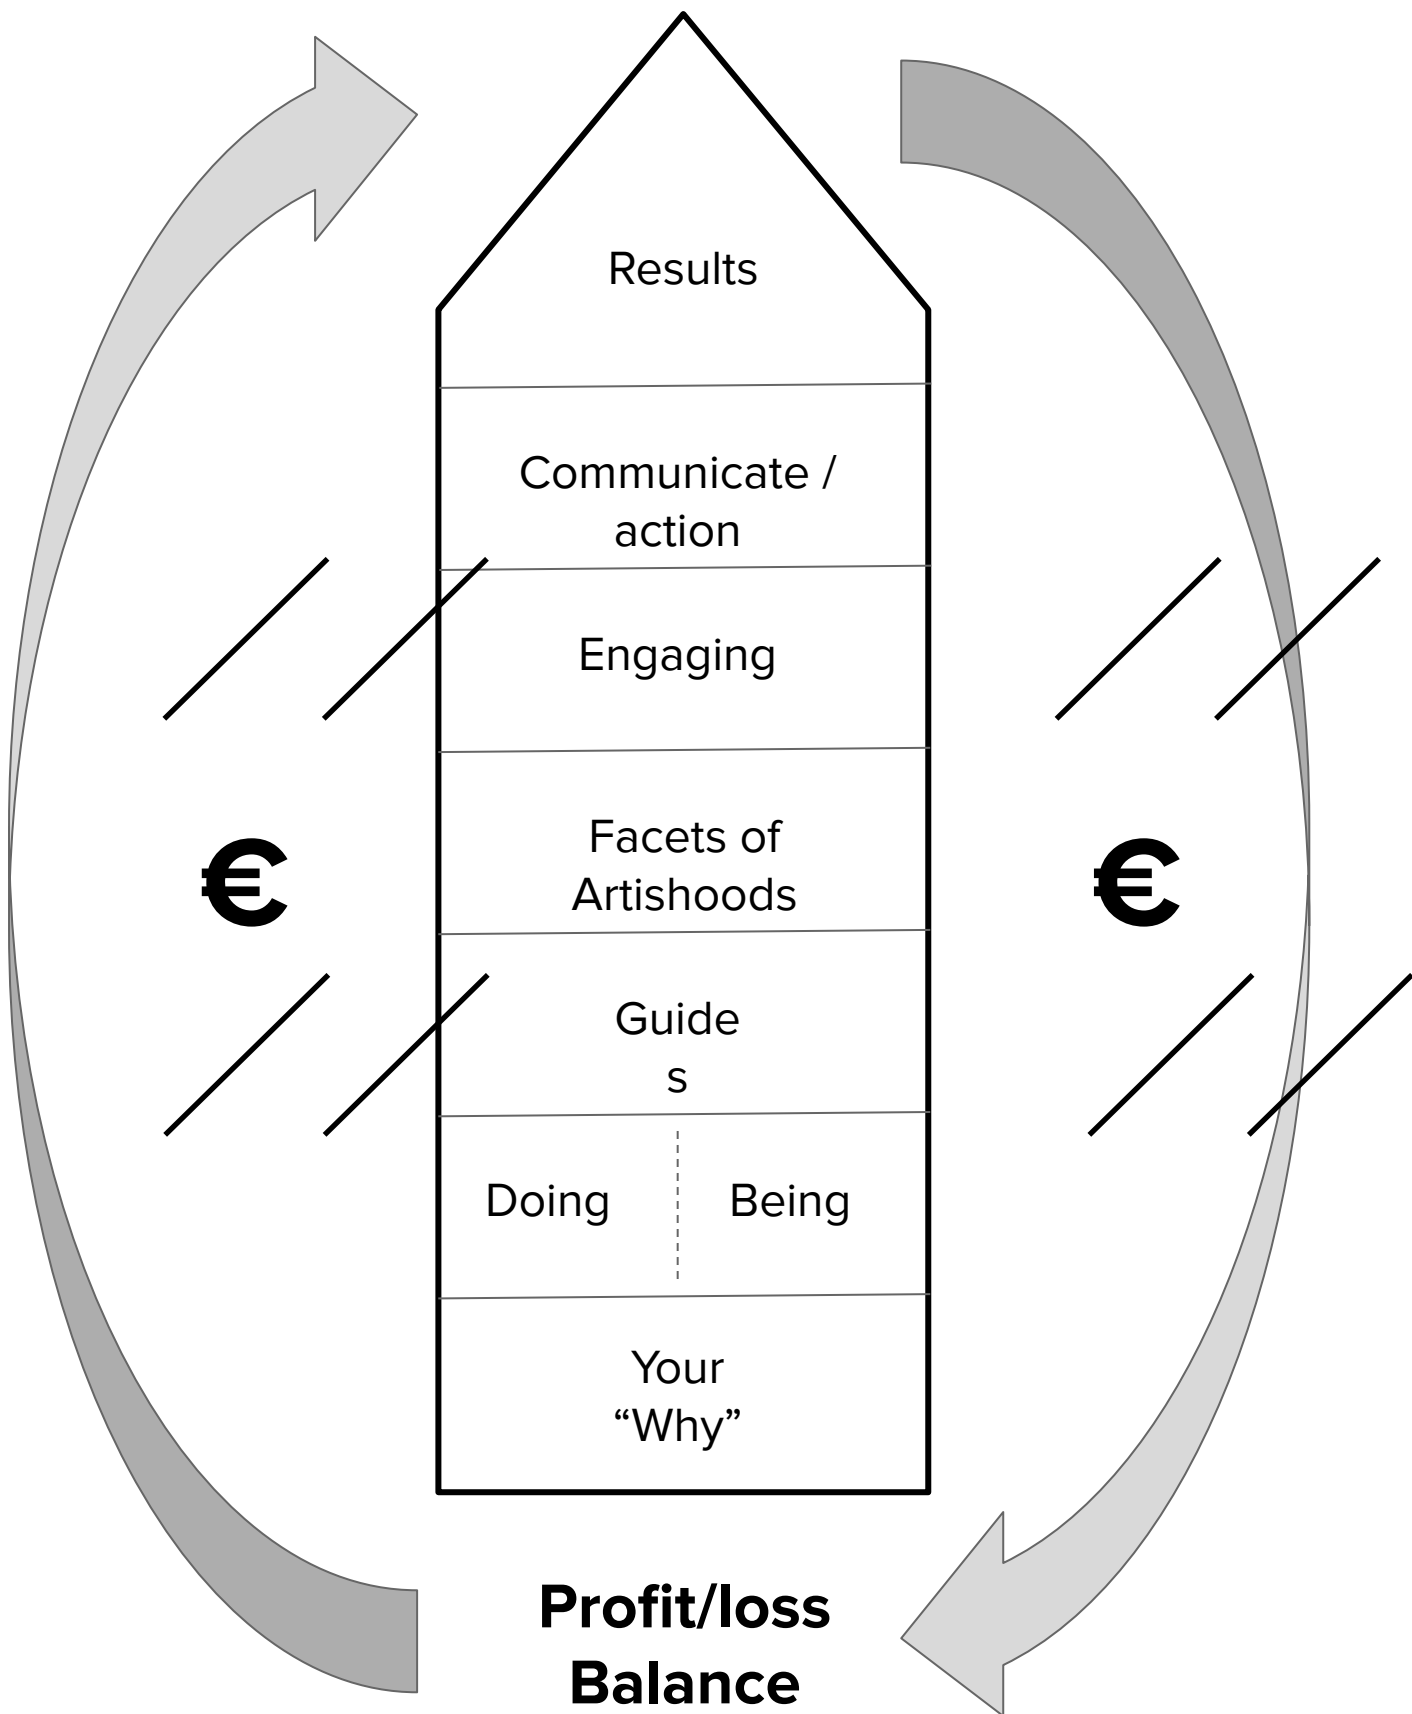 Results
Communicate /
action
Engaging
€
Facets of
Artishoods
€
Guide
s
Doing
Being
Your
“Why”
Profit/loss
Balance